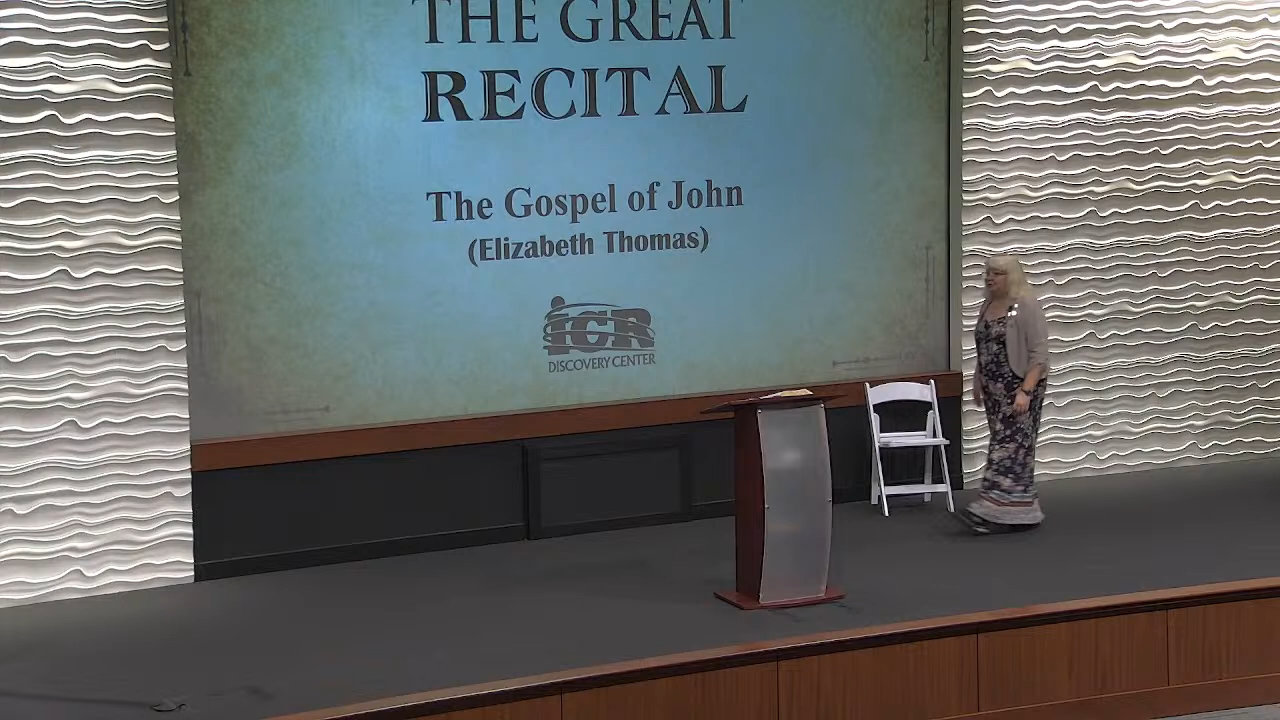 THE GREAT
RECITAL
The Gospel of John
(Elizabeth Thomas)
iCR
DISCOVERY CENTER